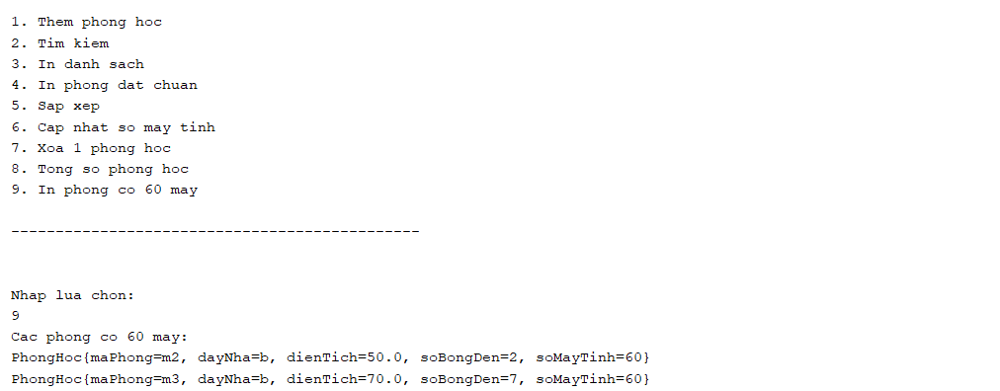 1. Them phong hoc
2. Tim kiem
3. In danh sach
4. In phong dat chuan
5. Sap xep
6. Cap nhat so may tinh
7. Xoa 1 phong hoc
8. Tong so phong hoc
9. In phong co 60 may
----------------------------------------------
Nhap lua chon:
9
Cac phong co 60 may:
PhongHoc{maPhong=m2, dayNha=b, dienTich=50.0, soBongDen=2, soMayTinh=60}
PhongHoc{maPhong=m3, dayNha=b, dienTich=70.0, soBongDen=7, soMayTinh=60}